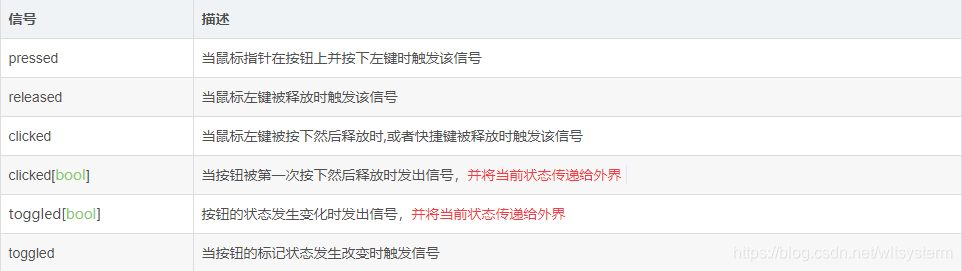 信号 描述
pressed 当鼠标指针在按钮上并按下左键时触发该信号
released 当鼠标左键被释放时触发该信号
clicked 当鼠标左键被按下然后释放时,或者快捷键被释放时触发该信号
clicked[bool] 当按钮被第一次按下然后释放时发出信号，并将当前状态传递给外界
toggled[bool] 按钮的状态发生变化时发出信号，并将当前状态传递给外界
toggled 当按钮的标记状态发生改变时触发信号
https://blog.csdn.net/wltsysterm